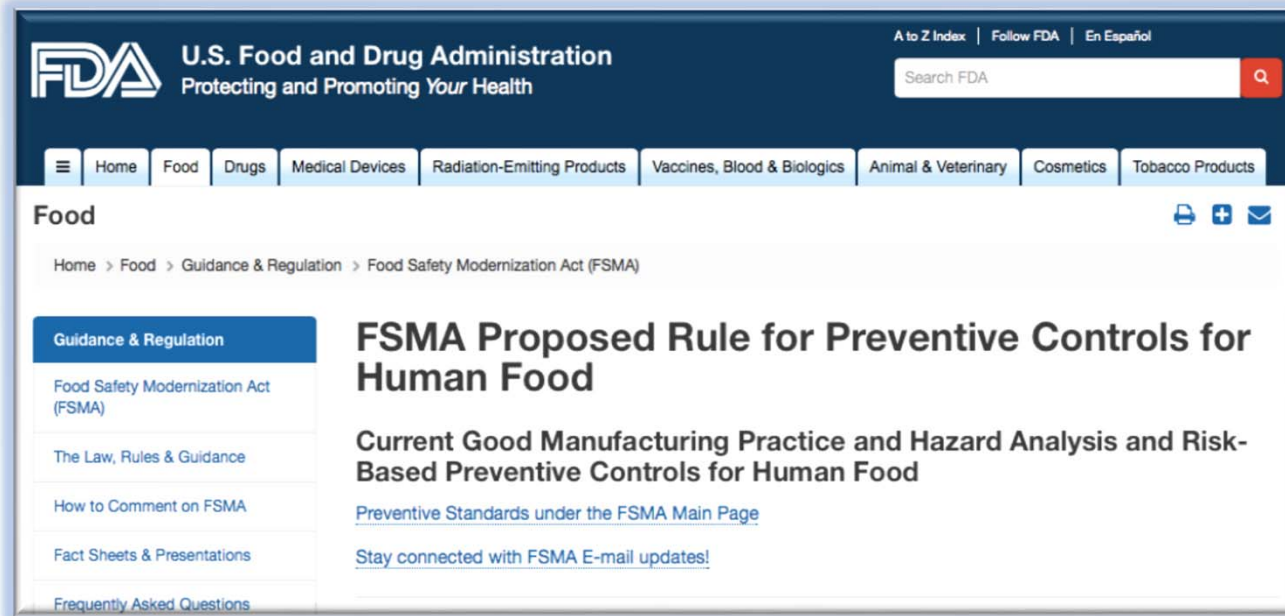 A to Z Index | Follow FDA | En Español
FDA
U.S. Food and Drug Administration
Protecting and Promoting Your Health
Search FDA
Home
Food
Drugs
Medical Devices
Radiation-Emitting Products
Vaccines, Blood & Biologics
Animal & Veterinary
Cosmetics
Tobacco Products
Food
Home > Food > Guidance & Regulation > Food Safety Modernization Act (FSMA)
Guidance & Regulation
Food Safety Modernization Act
(FSMA)
The Law, Rules & Guidance
How to Comment on FSMA
Fact Sheets & Presentations
Frequently Asked Questions
FSMA Proposed Rule for Preventive Controls for
Human Food
Current Good Manufacturing Practice and Hazard Analysis and Risk-
Based Preventive Controls for Human Food
Preventive Standards under the FSMA Main Page
Stay connected with FSMA E-mail updates!